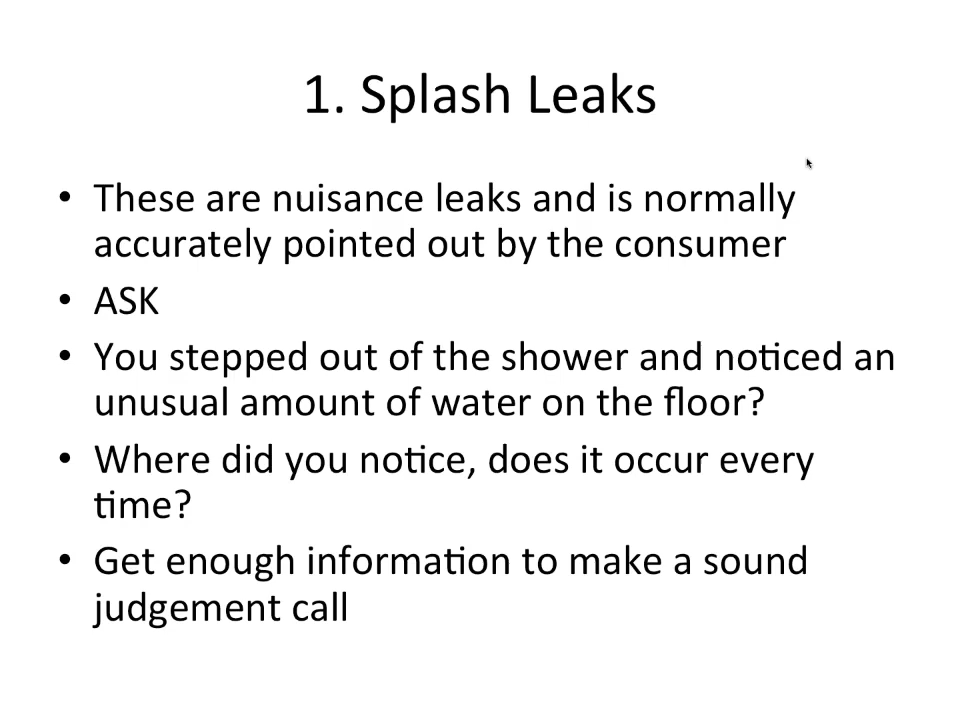 1. Splash Leaks
• These are nuisance leaks and is normally
accurately pointed out by the consumer
• ASK
• You stepped out of the shower and noticed an
unusual amount of water on the floor?
• Where did you notice, does it occur every
time?
• Get enough information to make a sound
judgement call